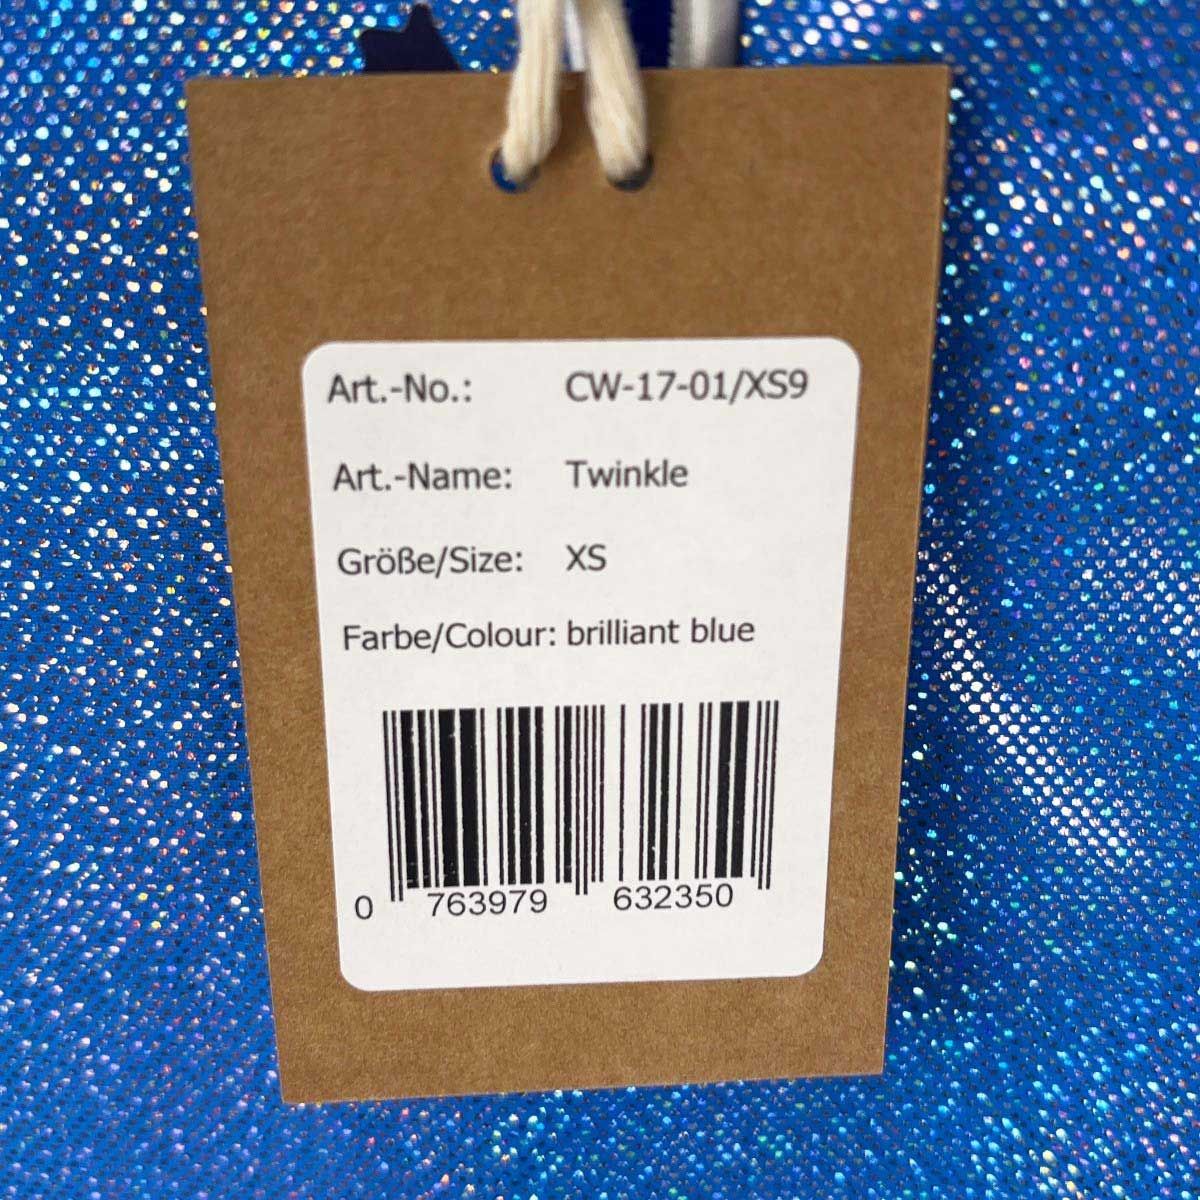 Art.-No.: CW-17-01/XS9
Art.-Name: Twinkle
Größe/Size: XS
Farbe/Colour: brilliant blue
0 763979 632350